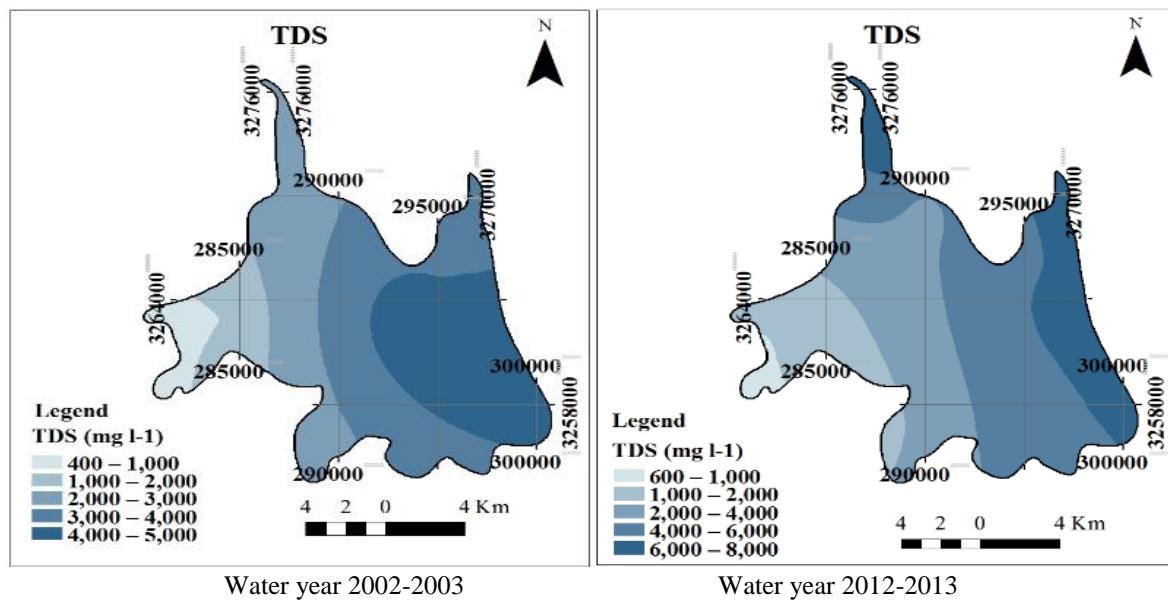 TDS
N
3276000
3276000
290000
295000
3270000
285000
3264000
285000
300000
3258000
290000
300000
Legend
TDS (mg l-1)
400 – 1,000
1,000 – 2,000
2,000 – 3,000
3,000 – 4,000
4,000 – 5,000
4 2 0 4 Km
Water year 2002-2003
TDS
N
3276000
3276000
290000
295000
3270000
285000
3264000
285000
300000
3258000
290000
300000
Legend
TDS (mg l-1)
600 – 1,000
1,000 – 2,000
2,000 – 4,000
4,000 – 6,000
6,000 – 8,000
4 2 0 4 Km
Water year 2012-2013